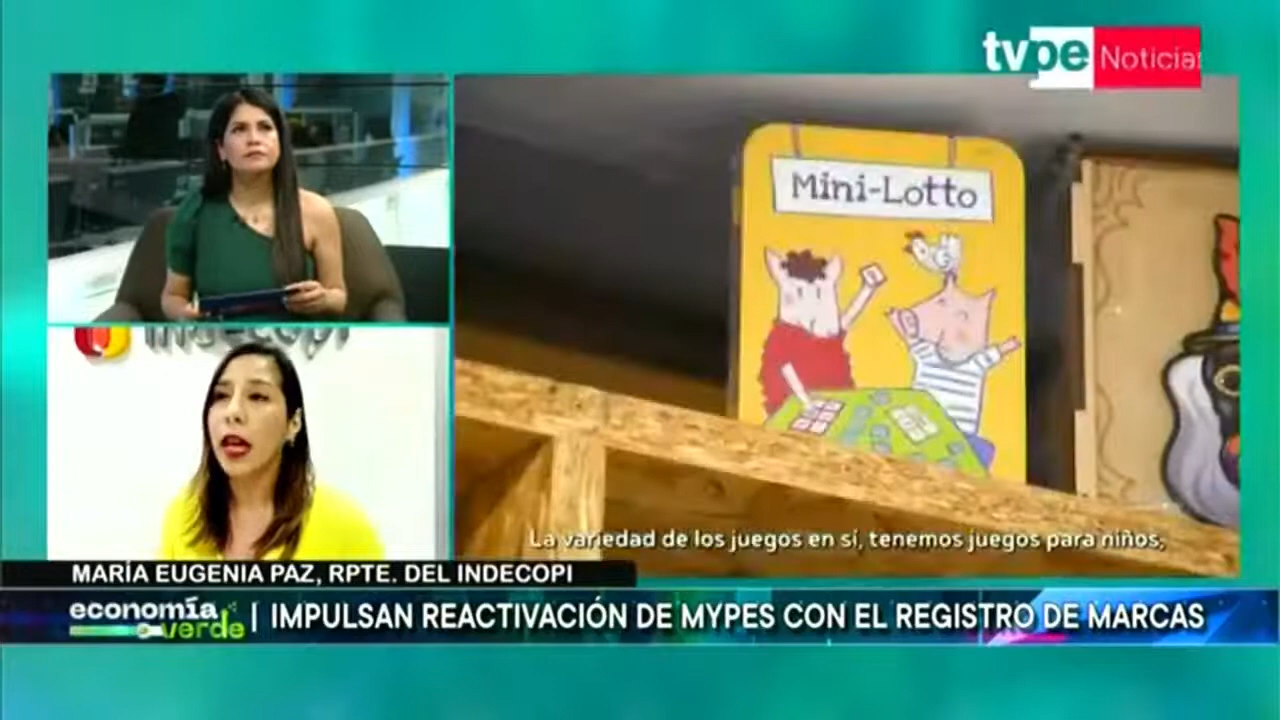 tvpe Noticias
Mini-Lotto
indecopi
La variedad de los juegos en sí, tenemos juegos para niños,
MARÍA EUGENIA PAZ, RPTE. DEL INDECOPI
economía verde | IMPULSAN REACTIVACIÓN DE MYPES CON EL REGISTRO DE MARCAS